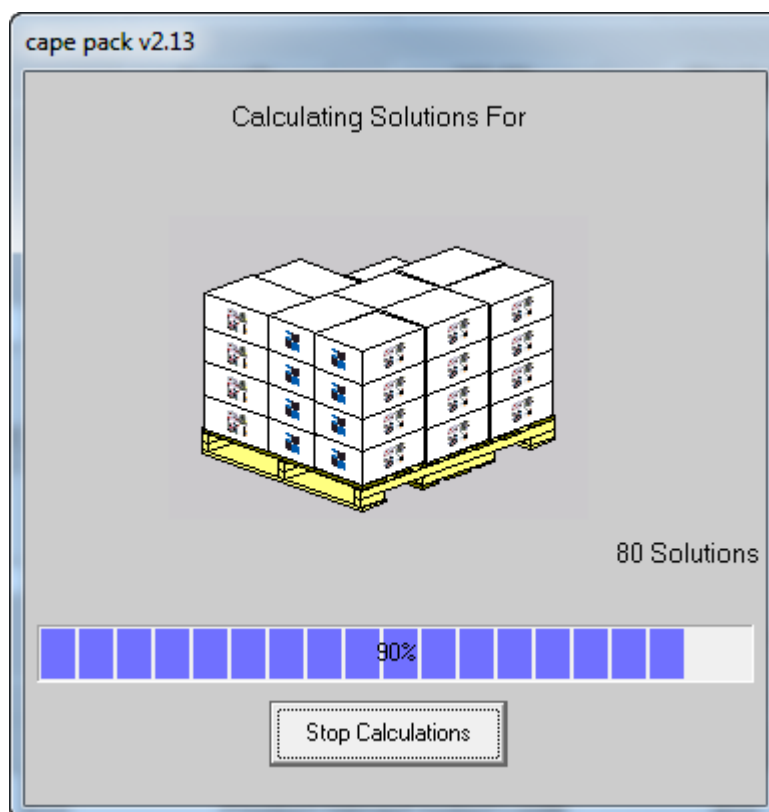 cape pack v2.13
Calculating Solutions For
80 Solutions
90%
Stop Calculations